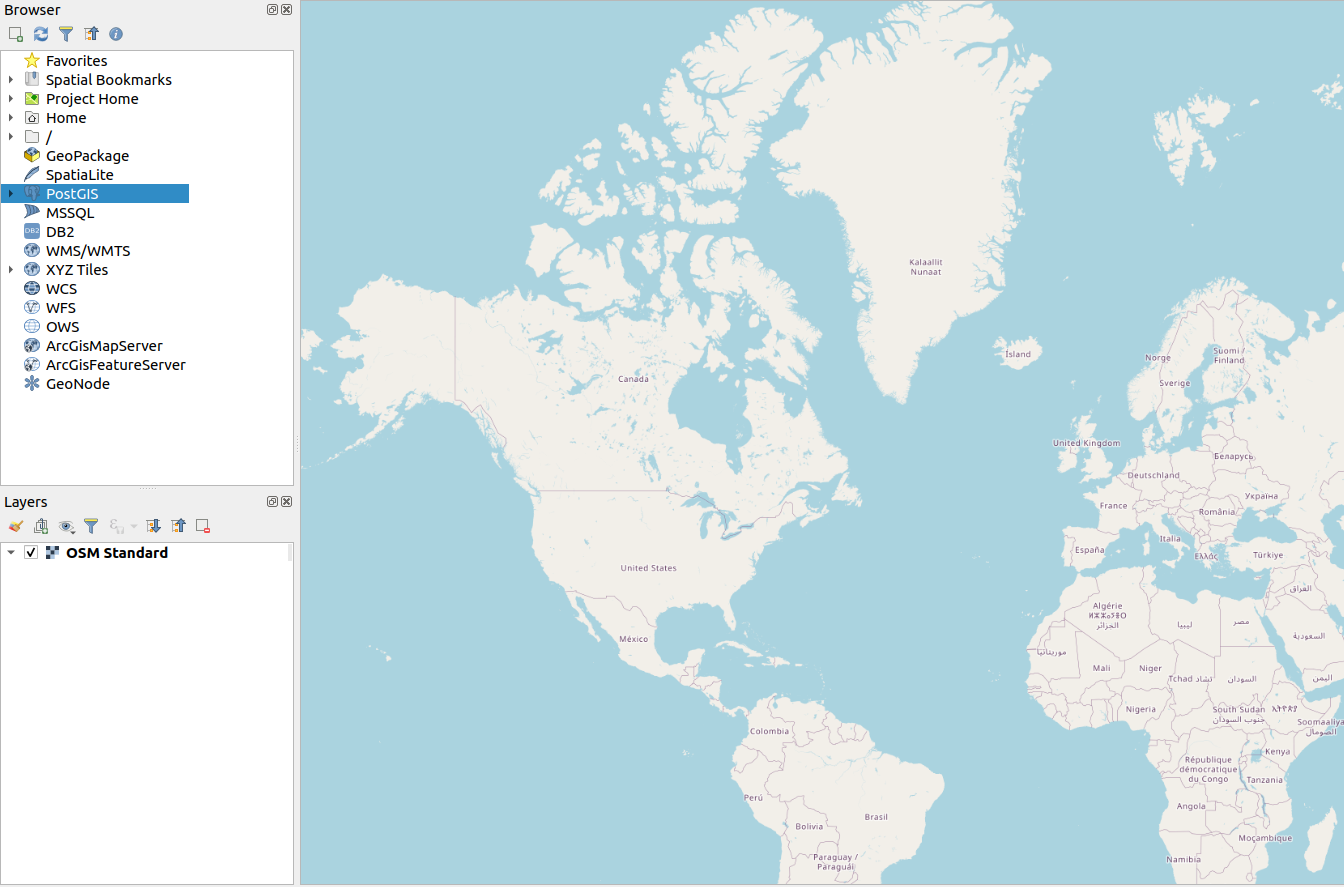 Browser
Favorites
Spatial Bookmarks
Project Home
Home
/
GeoPackage
SpatiaLite
PostGIS
MSSQL
DB2
DB2
WMS/WMTS
XYZ Tiles
WCS
WFS
OWS
ArcGisMapServer
ArcGisFeatureServer
GeoNode
Layers
OSM Standard
Kalaallit
Nunaat
Ísland
Norge
Suomi /
Finland
Sverige
Canada
United Kingdom
Беларусь
Deutschland
Україна
France
România
Italia
España
Ελλάς
Türkiye
United States
العراق
Algérie
ⵍⵣⵣⴰⵢⴻⵔ
الجزائر
ليبيا
مصر
السعودية
México
موريتانيا
Mali
Niger
Tchad تشاد
السودان
اليمن
Nigeria
South Sudan
جنوب السودان
Soomaaliya
الصومال
Colombia
Kenya
République
démocratique
du Congo
Tanzania
Perú
Angola
Brasil
Bolivia
Moçambique
Paraguay /
Paraguái
Namibia